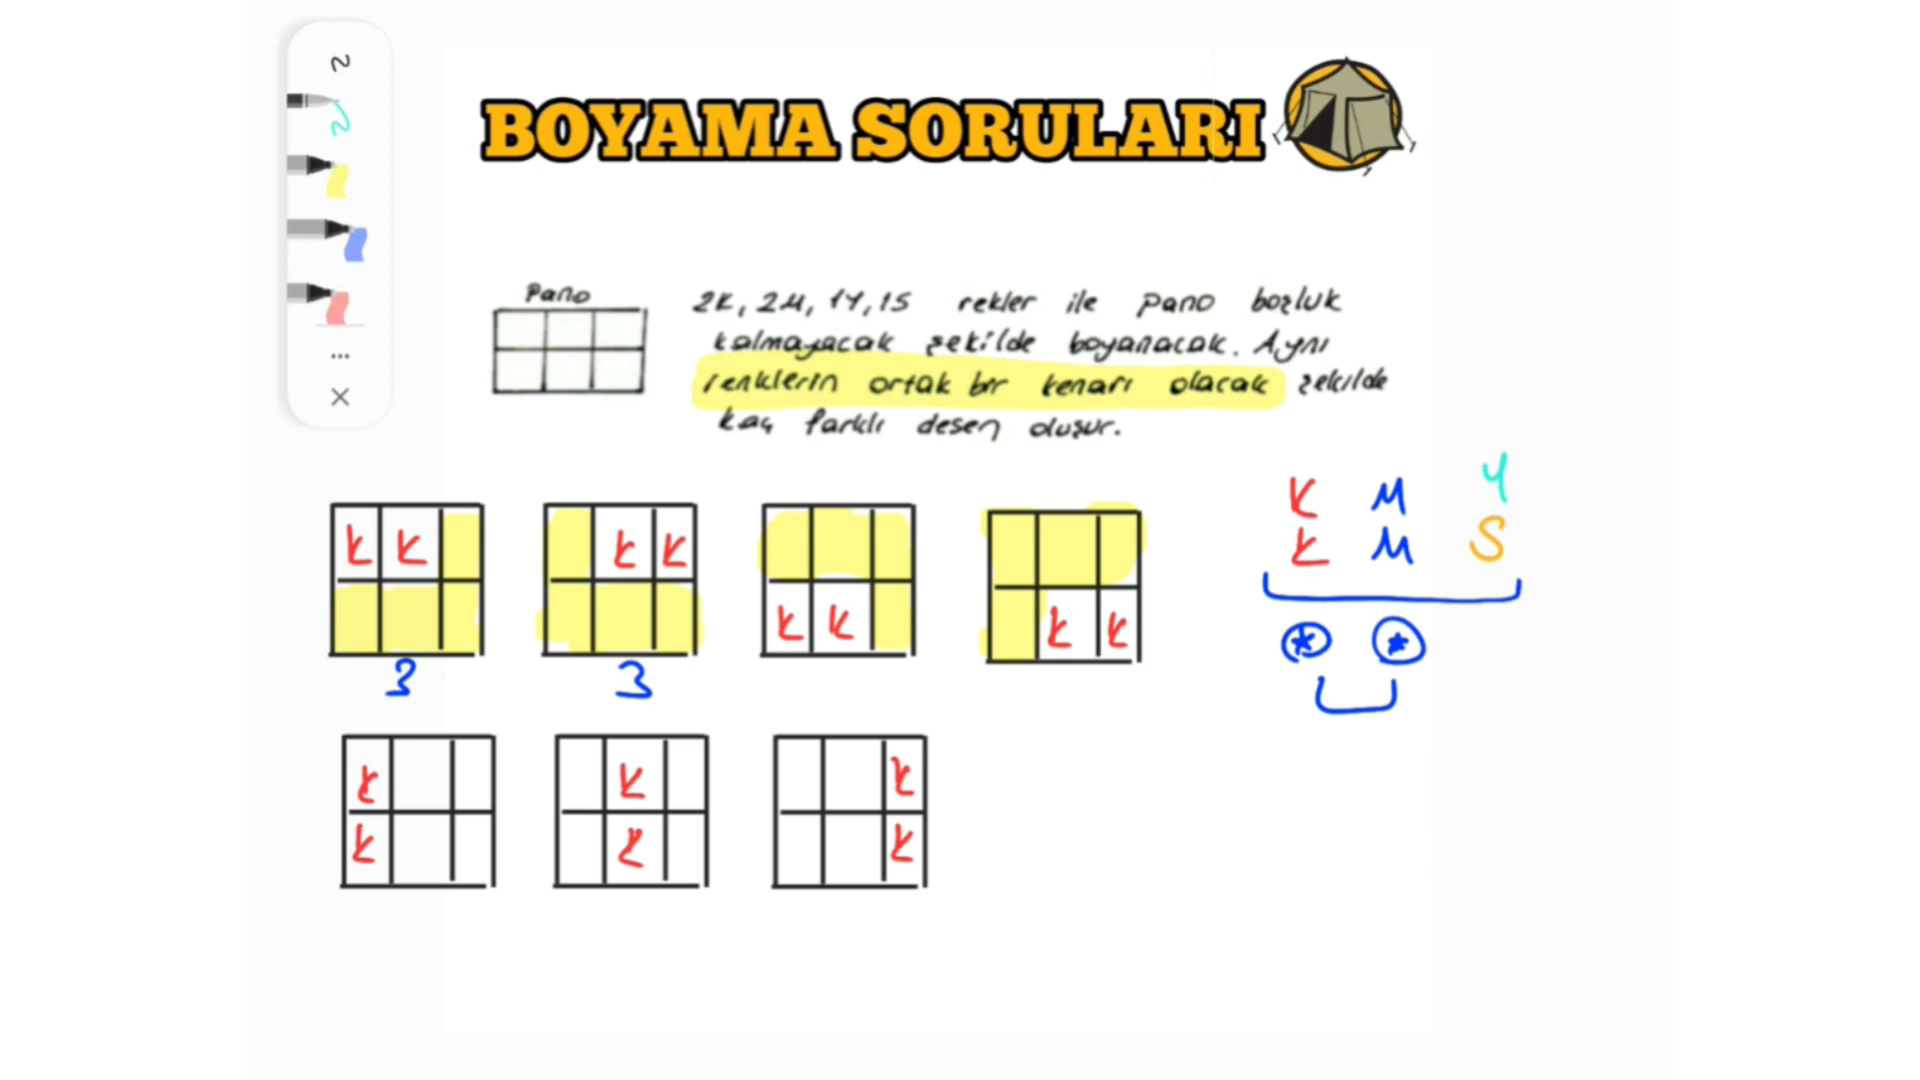 BOYAMA SORULARI
Pano
2K, 2M, 1Y, 1S rekler ile pano boşluk
kalmayacak şekilde boyanacak. Aynı
renklerin ortak bir kenarı olacak şekilde
kaç farklı desen oluşur.
K M Y
K M S
K K
K K
K K
K K
3 3
K
K
K
K
K
K